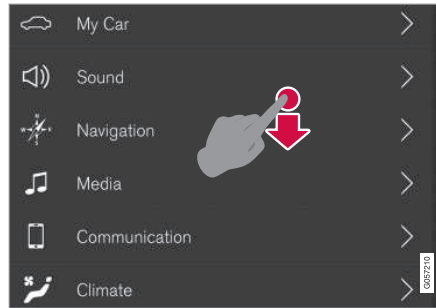 My Car
Sound
Navigation
Media
Communication
Climate
G057210